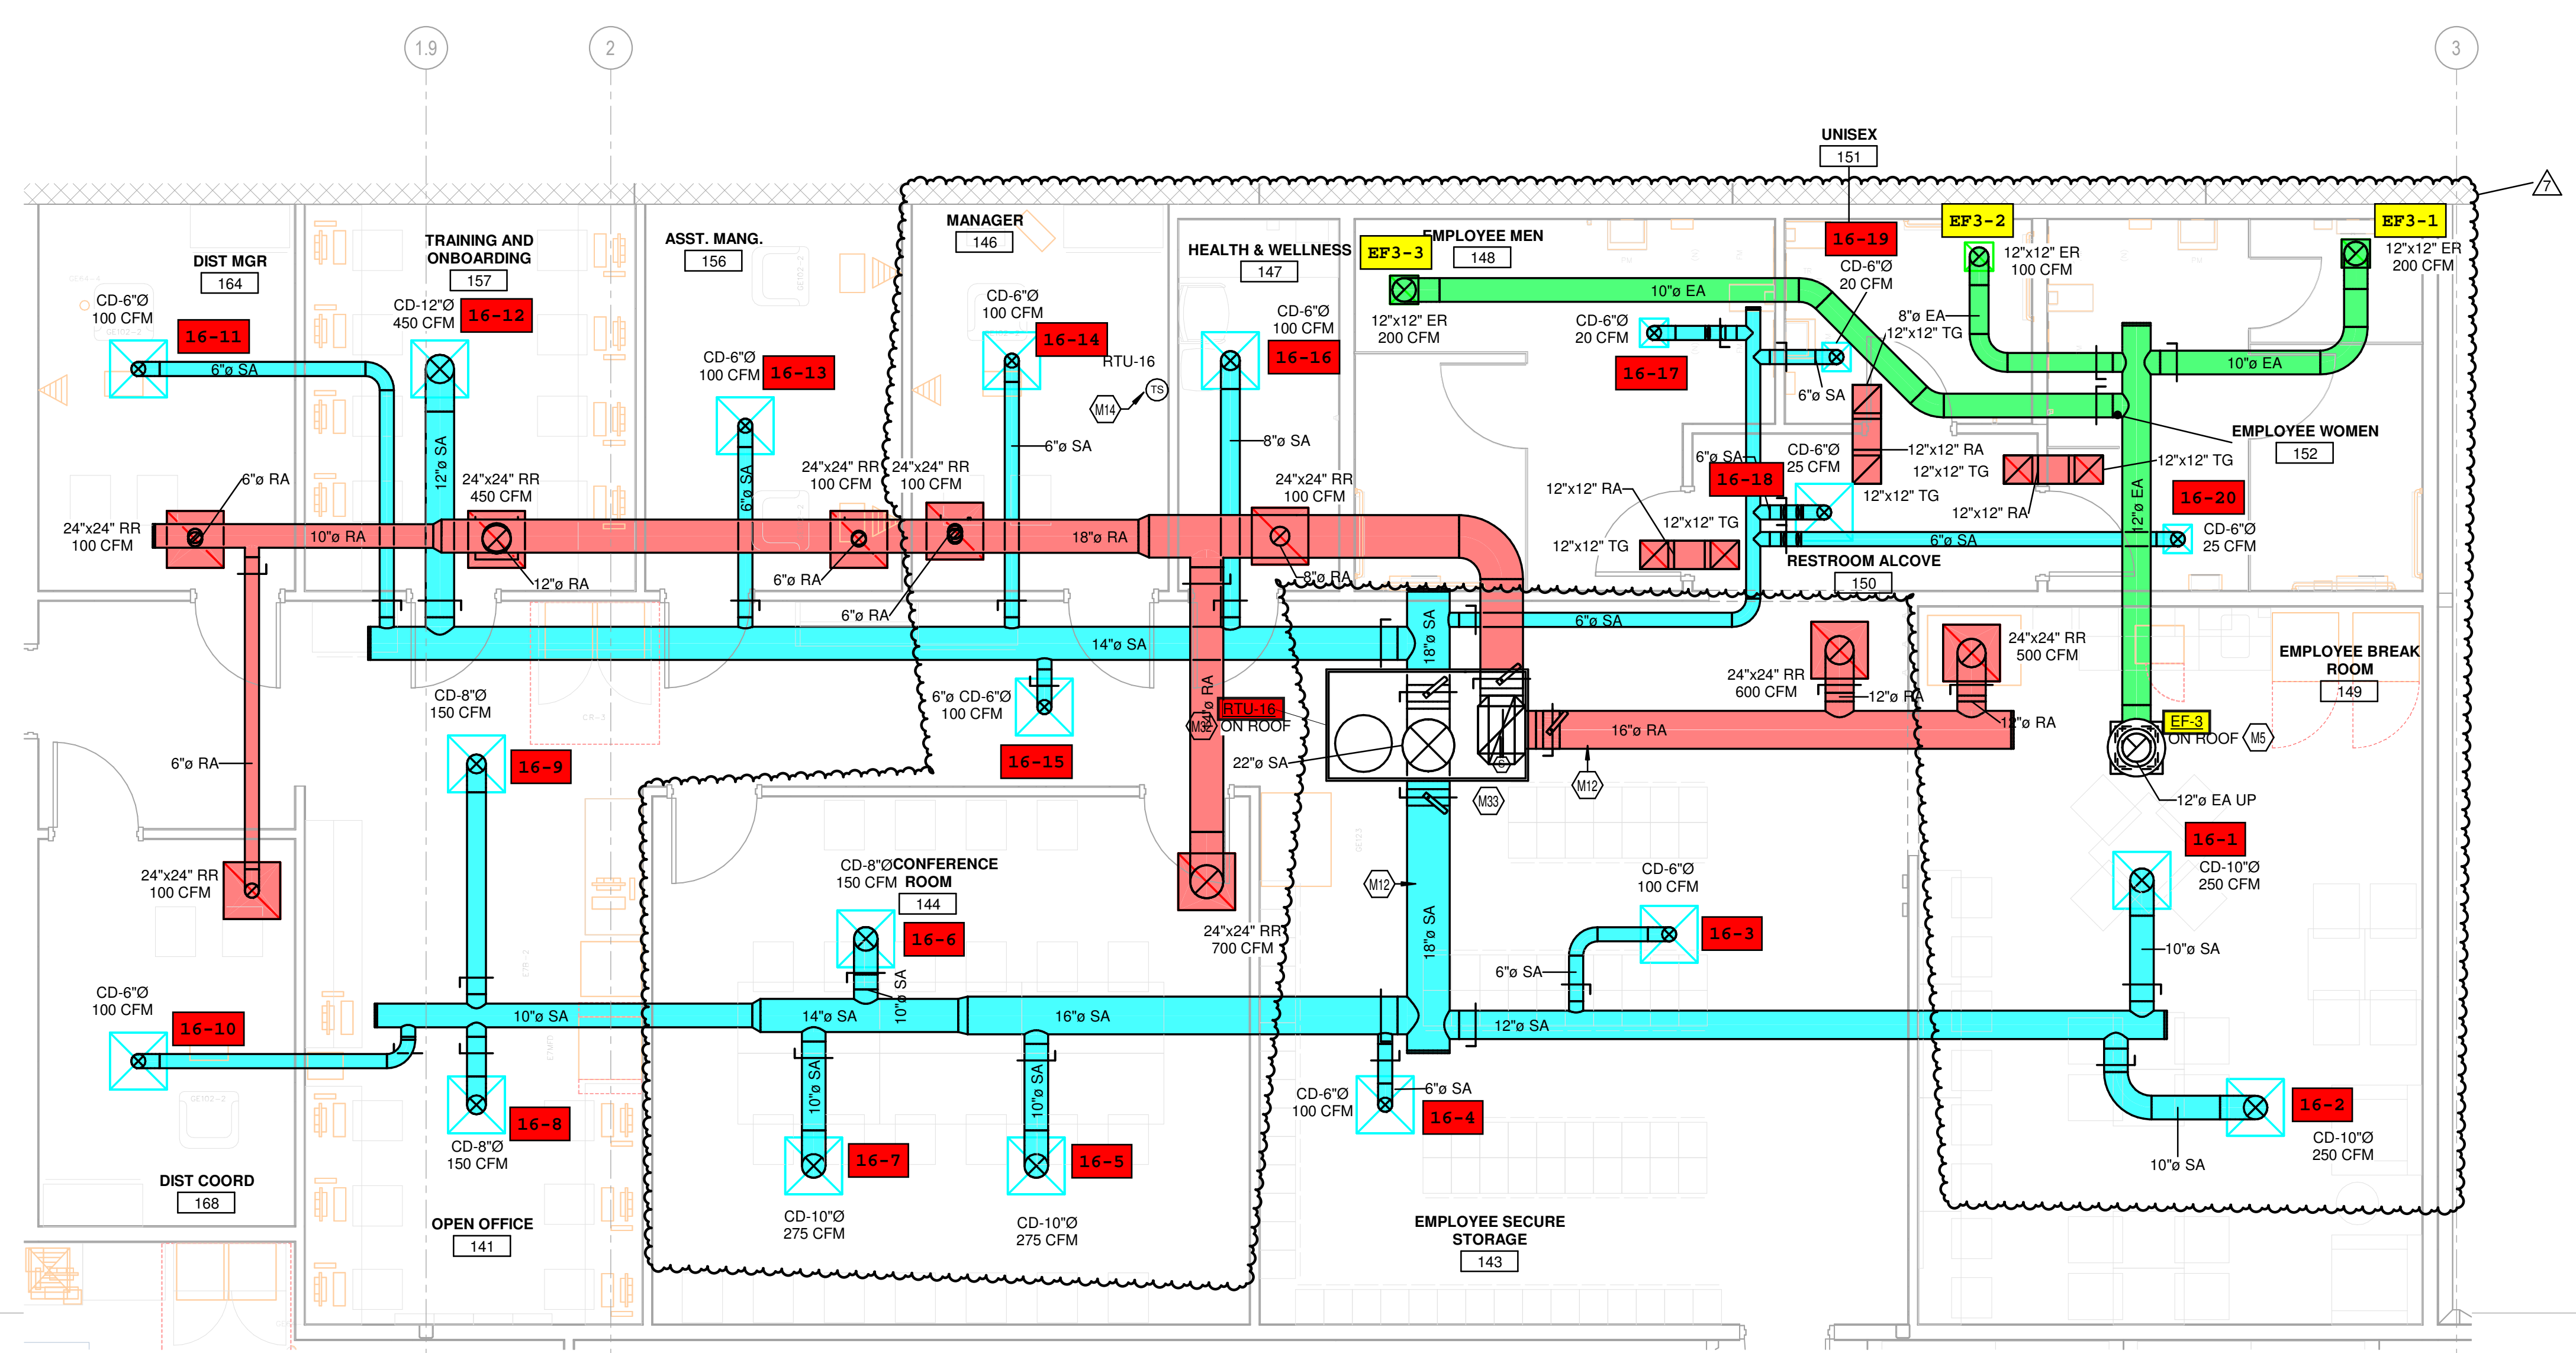 1.9
2
3
UNISEX
151
7
MANAGER
146
TRAINING AND
ONBOARDING
157
ASST. MANG.
156
DIST MGR
164
HEALTH & WELLNESS
147
EMPLOYEE MEN
148
EF3-3
16-19
EF3-2
EF3-1
12"x12" ER
100 CFM
12"x12" ER
200 CFM
CD-6"Ø
20 CFM
CD-6"Ø
100 CFM
16-11
CD-12"Ø
450 CFM
16-12
CD-6"Ø
100 CFM
16-13
CD-6"Ø
100 CFM
16-14
RTU-16
M14
TS
CD-6"Ø
100 CFM
16-16
10"ø EA
12"x12" ER
200 CFM
CD-6"Ø
20 CFM
16-17
8"ø EA
12"x12" TG
10"ø EA
6"ø SA
6"ø SA
EMPLOYEE WOMEN
152
12"ø SA
6"ø SA
6"ø SA
8"ø SA
6"ø SA
16-18
CD-6"Ø
25 CFM
12"x12" RA
12"x12" TG
12"x12" TG
12"x12" TG
12"x12" RA
12"ø EA
16-20
CD-6"Ø
25 CFM
6"ø RA
24"x24" RR
100 CFM
10"ø RA
24"x24" RR
450 CFM
12"ø RA
24"x24" RR
100 CFM
6"ø RA
24"x24" RR
100 CFM
6"ø RA
18"ø RA
24"x24" RR
100 CFM
8"ø RA
12"x12" RA
12"x12" TG
12"x12" TG
6"ø SA
RESTROOM ALCOVE
150
14"ø SA
18"ø SA
6"ø SA
24"x24" RR
600 CFM
12"ø RA
24"x24" RR
500 CFM
12"ø RA
EMPLOYEE BREAK
ROOM
149
CD-8"Ø
150 CFM
16-9
6"ø CD-6"Ø
100 CFM
16-15
14"ø RA
M32
RTU-16
ON ROOF
22"ø SA
16"ø RA
M33
M12
EF-3
ON ROOF
M5
12"ø EA UP
6"ø RA
CR-3
24"x24" RR
100 CFM
CD-8"Ø
150 CFM
CONFERENCE
ROOM
144
16-6
24"x24" RR
700 CFM
M12
18"ø SA
CD-6"Ø
100 CFM
16-3
6"ø SA
16-1
CD-10"Ø
250 CFM
10"ø SA
CD-6"Ø
100 CFM
16-10
10"ø SA
14"ø SA
10"ø SA
16"ø SA
12"ø SA
10"ø SA
10"ø SA
CD-6"Ø
100 CFM
6"ø SA
16-4
16-2
CD-10"Ø
250 CFM
10"ø SA
16-8
CD-8"Ø
150 CFM
16-7
CD-10"Ø
275 CFM
16-5
CD-10"Ø
275 CFM
GE102-2
DIST COORD
168
OPEN OFFICE
141
EMPLOYEE SECURE
STORAGE
143